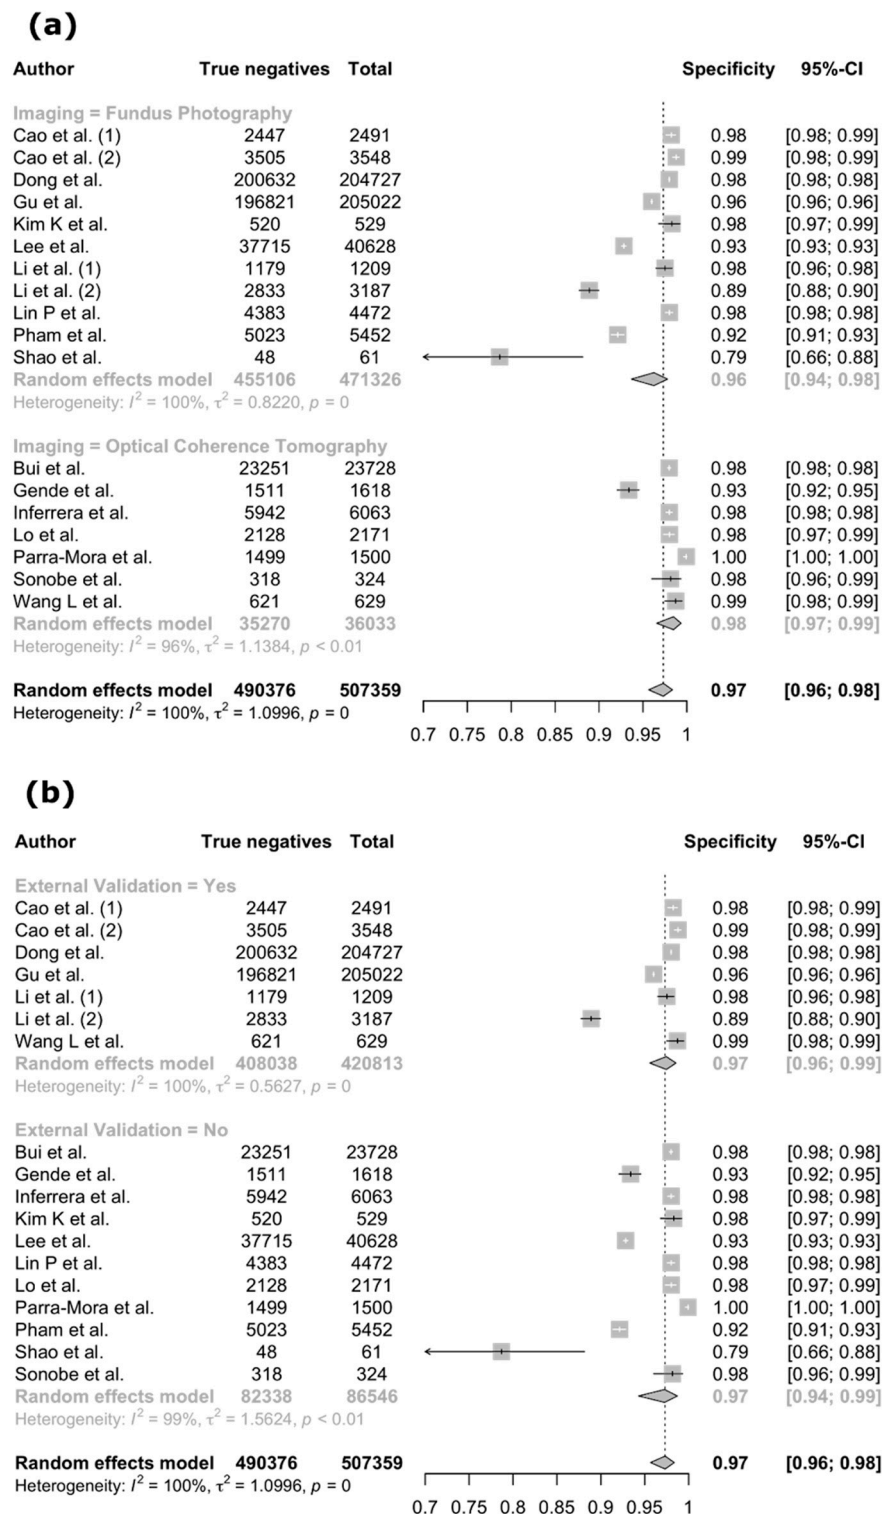 (a)
Author True negatives Total Specificity 95%-CI
Imaging = Fundus Photography
Cao et al. (1) 2447 2491 0.98 [0.98; 0.99]
Cao et al. (2) 3505 3548 0.99 [0.98; 0.99]
Dong et al. 200632 204727 0.98 [0.98; 0.98]
Gu et al. 196821 205022 0.96 [0.96; 0.96]
Kim K et al. 520 529 0.98 [0.97; 0.99]
Lee et al. 37715 40628 0.93 [0.93; 0.93]
Li et al. (1) 1179 1209 0.98 [0.96; 0.98]
Li et al. (2) 2833 3187 0.89 [0.88; 0.90]
Lin P et al. 4383 4472 0.98 [0.98; 0.98]
Pham et al. 5023 5452 0.92 [0.91; 0.93]
Shao et al. 48 61 0.79 [0.66; 0.88]
Random effects model 455106 471326 0.96 [0.94; 0.98]
Heterogeneity: I² = 100%, τ² = 0.8220, p = 0
Imaging = Optical Coherence Tomography
Bui et al. 23251 23728 0.98 [0.98; 0.98]
Gende et al. 1511 1618 0.93 [0.92; 0.95]
Inferrera et al. 5942 6063 0.98 [0.98; 0.98]
Lo et al. 2128 2171 0.98 [0.97; 0.99]
Parra-Mora et al. 1499 1500 1.00 [1.00; 1.00]
Sonobe et al. 318 324 0.98 [0.96; 0.99]
Wang L et al. 621 629 0.99 [0.98; 0.99]
Random effects model 35270 36033 0.98 [0.97; 0.99]
Heterogeneity: I² = 96%, τ² = 1.1384, p < 0.01
Random effects model 490376 507359 0.97 [0.96; 0.98]
Heterogeneity: I² = 100%, τ² = 1.0996, p = 0
0.7 0.75 0.8 0.85 0.9 0.95 1
(b)
Author True negatives Total Specificity 95%-CI
External Validation = Yes
Cao et al. (1) 2447 2491 0.98 [0.98; 0.99]
Cao et al. (2) 3505 3548 0.99 [0.98; 0.99]
Dong et al. 200632 204727 0.98 [0.98; 0.98]
Gu et al. 196821 205022 0.96 [0.96; 0.96]
Li et al. (1) 1179 1209 0.98 [0.96; 0.98]
Li et al. (2) 2833 3187 0.89 [0.88; 0.90]
Wang L et al. 621 629 0.99 [0.98; 0.99]
Random effects model 408038 420813 0.97 [0.96; 0.99]
Heterogeneity: I² = 100%, τ² = 0.5627, p = 0
External Validation = No
Bui et al. 23251 23728 0.98 [0.98; 0.98]
Gende et al. 1511 1618 0.93 [0.92; 0.95]
Inferrera et al. 5942 6063 0.98 [0.98; 0.98]
Kim K et al. 520 529 0.98 [0.97; 0.99]
Lee et al. 37715 40628 0.93 [0.93; 0.93]
Lin P et al. 4383 4472 0.98 [0.98; 0.98]
Lo et al. 2128 2171 0.98 [0.97; 0.99]
Parra-Mora et al. 1499 1500 1.00 [1.00; 1.00]
Pham et al. 5023 5452 0.92 [0.91; 0.93]
Shao et al. 48 61 0.79 [0.66; 0.88]
Sonobe et al. 318 324 0.98 [0.96; 0.99]
Random effects model 82338 86546 0.97 [0.94; 0.99]
Heterogeneity: I² = 99%, τ² = 1.5624, p < 0.01
Random effects model 490376 507359 0.97 [0.96; 0.98]
Heterogeneity: I² = 100%, τ² = 1.0996, p = 0
0.7 0.75 0.8 0.85 0.9 0.95 1